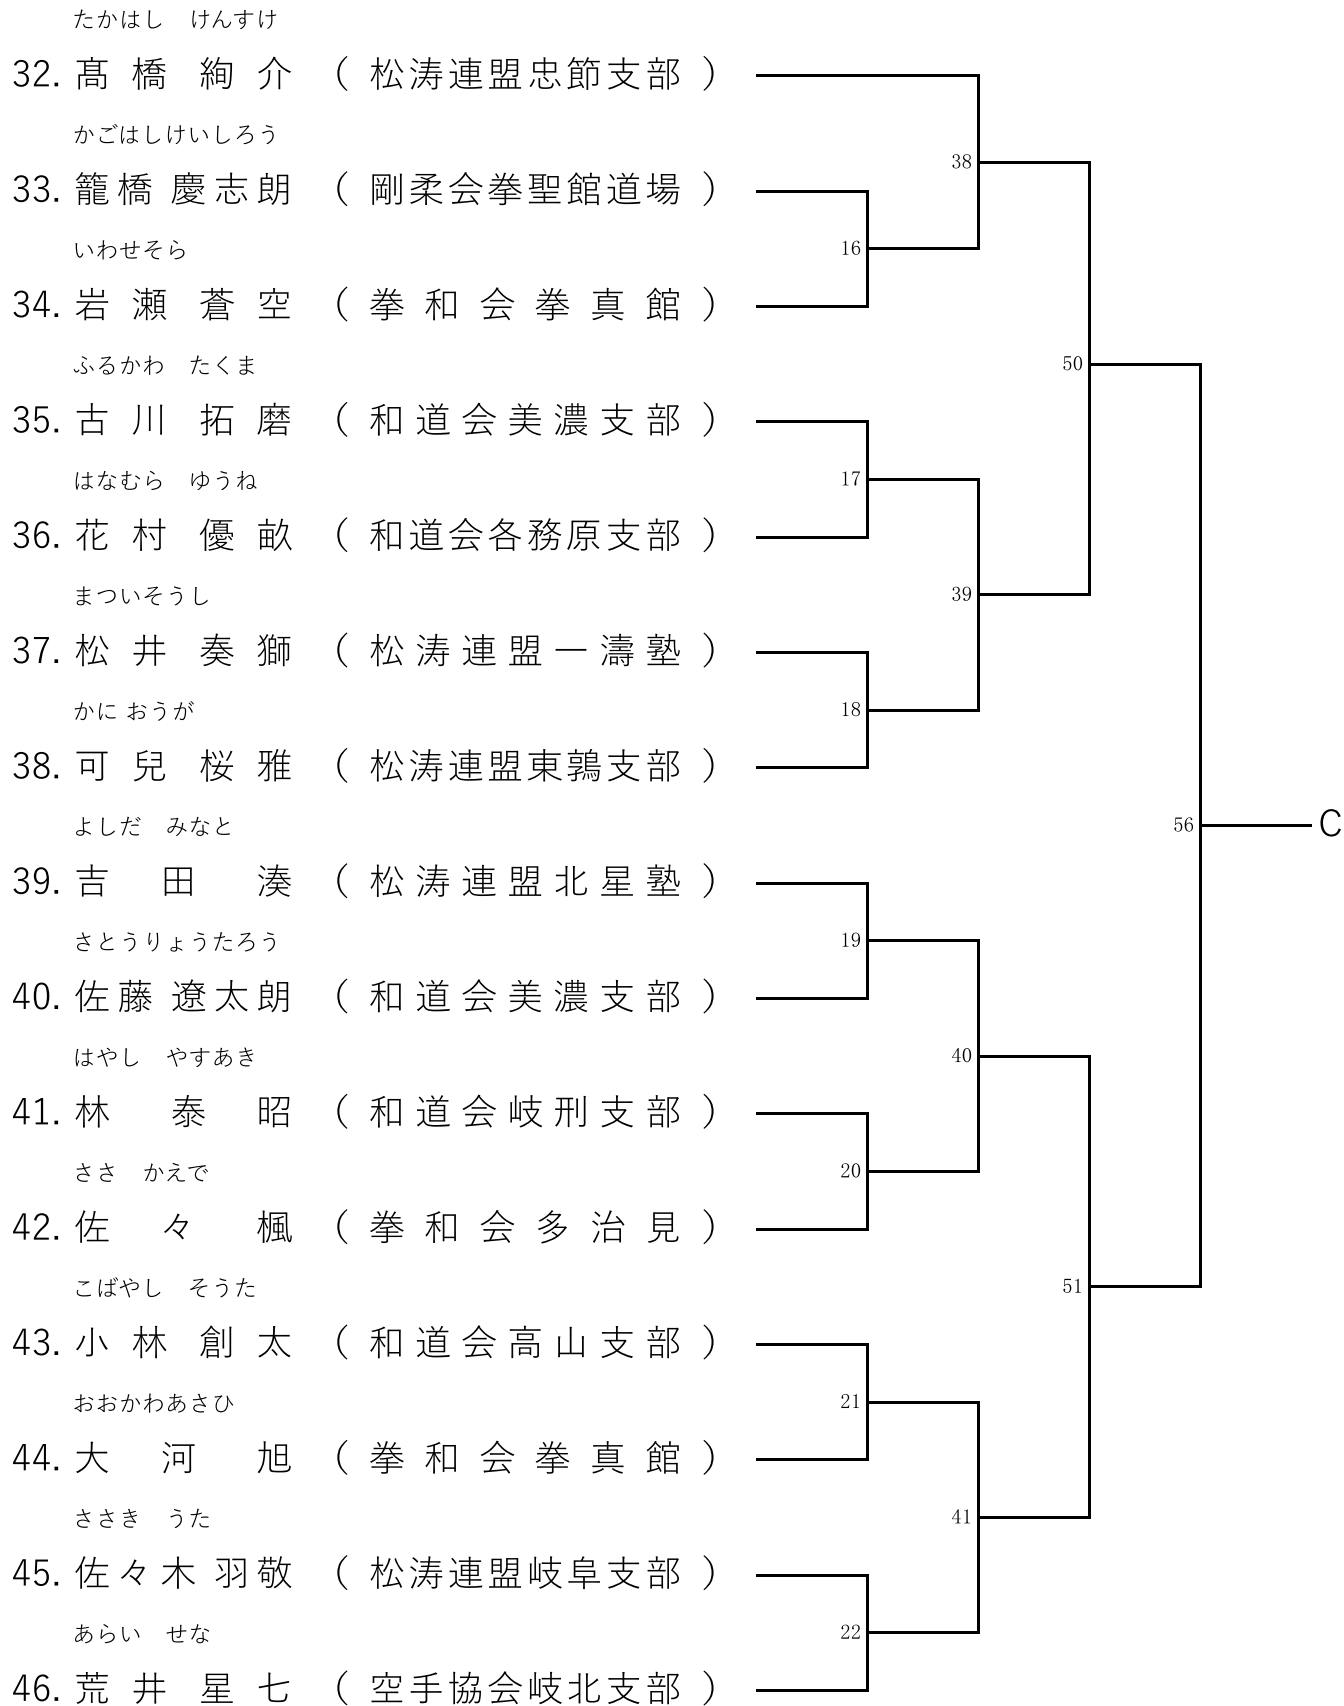 たかはし　けんすけ
32. 髙橋 絢介 （ 松涛連盟忠節支部 ）
38
かごはしけいしろう
33. 籠橋 慶志朗 （ 剛柔会拳聖館道場 ）
16
いわせそら
34. 岩瀬 蒼空 （ 拳和会拳真館 ）
ふるかわ　たくま
50
35. 古川 拓磨 （ 和道会美濃支部 ）
はなむら　ゆうね
17
36. 花村 優畝 （ 和道会各務原支部 ）
まついそうし
39
37. 松井 奏獅 （ 松涛連盟一濤塾 ）
かに おうが
18
38. 可兒 桜雅 （ 松涛連盟東鶉支部 ）
よしだ　みなと
56
C
39. 吉田 湊 （ 松涛連盟北星塾 ）
さとうりょうたろう
19
40. 佐藤 遼太朗 （ 和道会美濃支部 ）
はやし　やすあき
40
41. 林 泰昭 （ 和道会岐刑支部 ）
ささ　かえで
20
42. 佐々 楓 （ 拳和会多治見 ）
こばやし　そうた
51
43. 小林 創太 （ 和道会高山支部 ）
おおかわあさひ
21
44. 大河 旭 （ 拳和会拳真館 ）
ささき　うた
41
45. 佐々木 羽敬 （ 松涛連盟岐阜支部 ）
あらい　せな
22
46. 荒井 星七 （ 空手協会岐北支部 ）